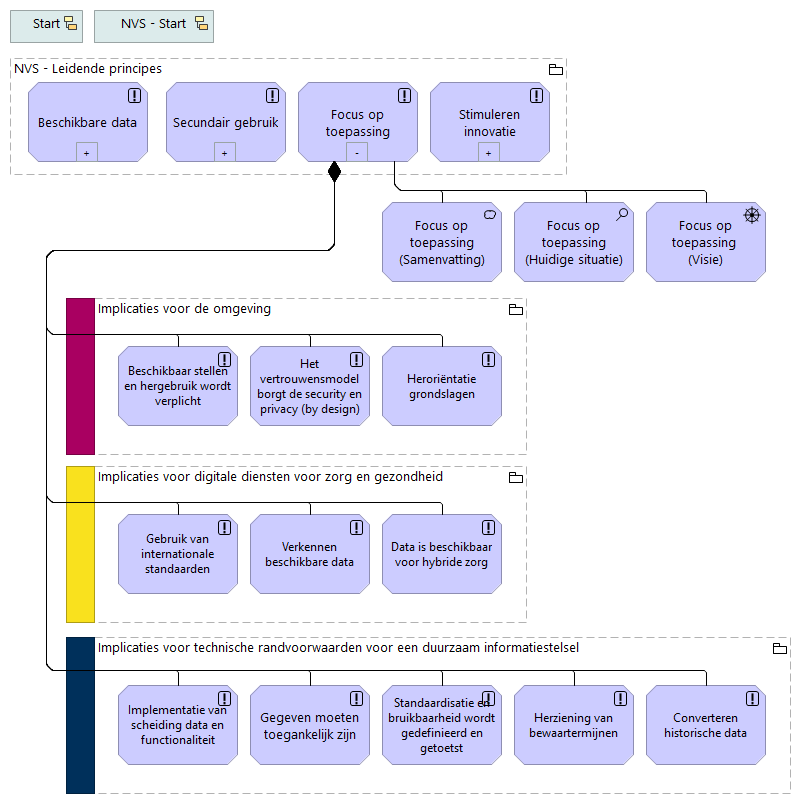 Start
NVS - Start
NVS - Leidende principes
Beschikbare data
+
Secundair gebruik
+
Focus op
toepassing
-
Stimuleren
innovatie
+
Focus op
toepassing
(Samenvatting)
Focus op
toepassing
(Huidige situatie)
Focus op
toepassing
(Visie)
Implicaties voor de omgeving
Beschikbaar stellen
en hergebruik wordt
verplicht
Het
vertrouwensmodel
borgt de security en
privacy (by design)
Heroriëntatie
grondslagen
Implicaties voor digitale diensten voor zorg en gezondheid
Gebruik van
internationale
standaarden
Verkennen
beschikbare data
Data is beschikbaar
voor hybride zorg
Implicaties voor technische randvoorwaarden voor een duurzaam informatiestelsel
Implementatie van
scheiding data en
functionaliteit
Gegeven moeten
toegankelijk zijn
Standaardisatie en
bruikbaarheid wordt
gedefinieerd en
getoetst
Herziening van
bewaartermijnen
Converteren
historische data